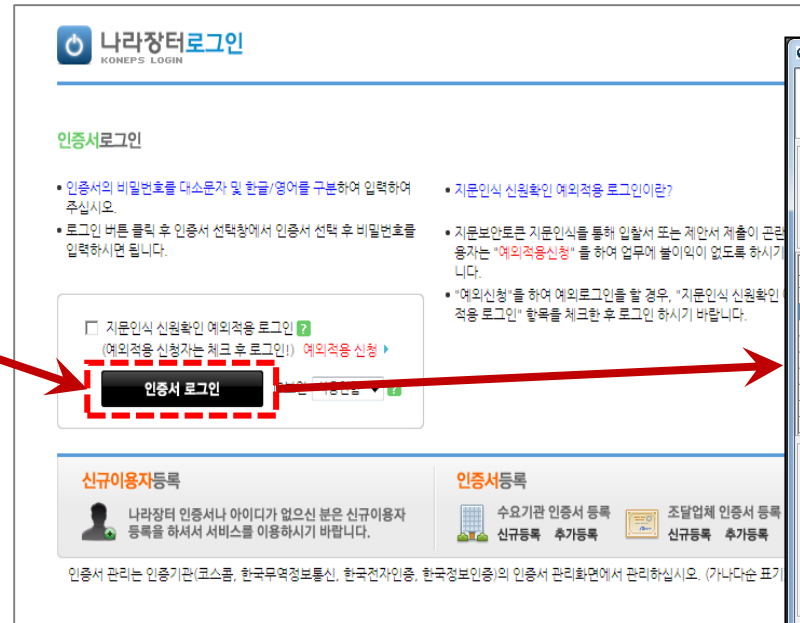 나라장터로그인
KONEPS LOGIN
인증서로그인
• 인증서의 비밀번호를 대소문자 및 한글/영어를 구분하여 입력하여
주십시오.
• 로그인 버튼 클릭 후 인증서 선택창에서 인증서 선택 후 비밀번호를
입력하시면 됩니다.
• 지문인식 신원확인 예외적용 로그인이란?
• 지문보안토큰 지문인식을 통해 입찰서 또는 제안서 제출이 곤란
용자는 "예외적용신청" 을 하여 업무에 불이익이 없도록 하시기
니다.
• "예외신청"을 하여 예외로그인을 할 경우, "지문인식 신원확인
적용 로그인" 항목을 체크한 후 로그인 하시기 바랍니다.
지문인식 신원확인 예외적용 로그인 ?
(예외적용 신청자는 체크 후 로그인!) 예외적용 신청
인증서 로그인
신규이용자등록
나라장터 인증서나 아이디가 없으신 분은 신규이용자
등록을 하셔서 서비스를 이용하시기 바랍니다.
인증서등록
수요기관 인증서 등록
신규등록 추가등록
조달업체 인증서 등록
신규등록 추가등록
인증서 관리는 인증기관(코스콤, 한국무역정보통신, 한국전자인증, 한국정보인증)의 인증서 관리화면에서 관리하십시오. (가나다순 표기